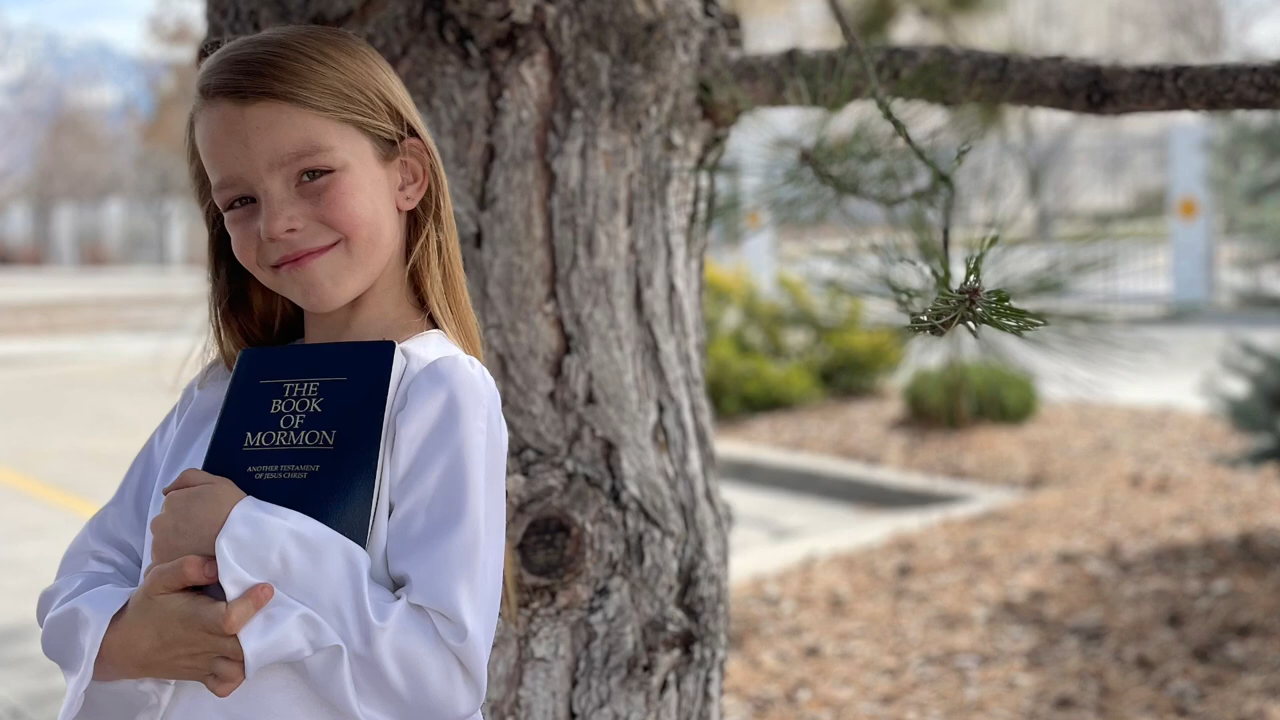 THE
BOOK
OF
MORMON
ANOTHER TESTAMENT
OF JESUS CHRIST